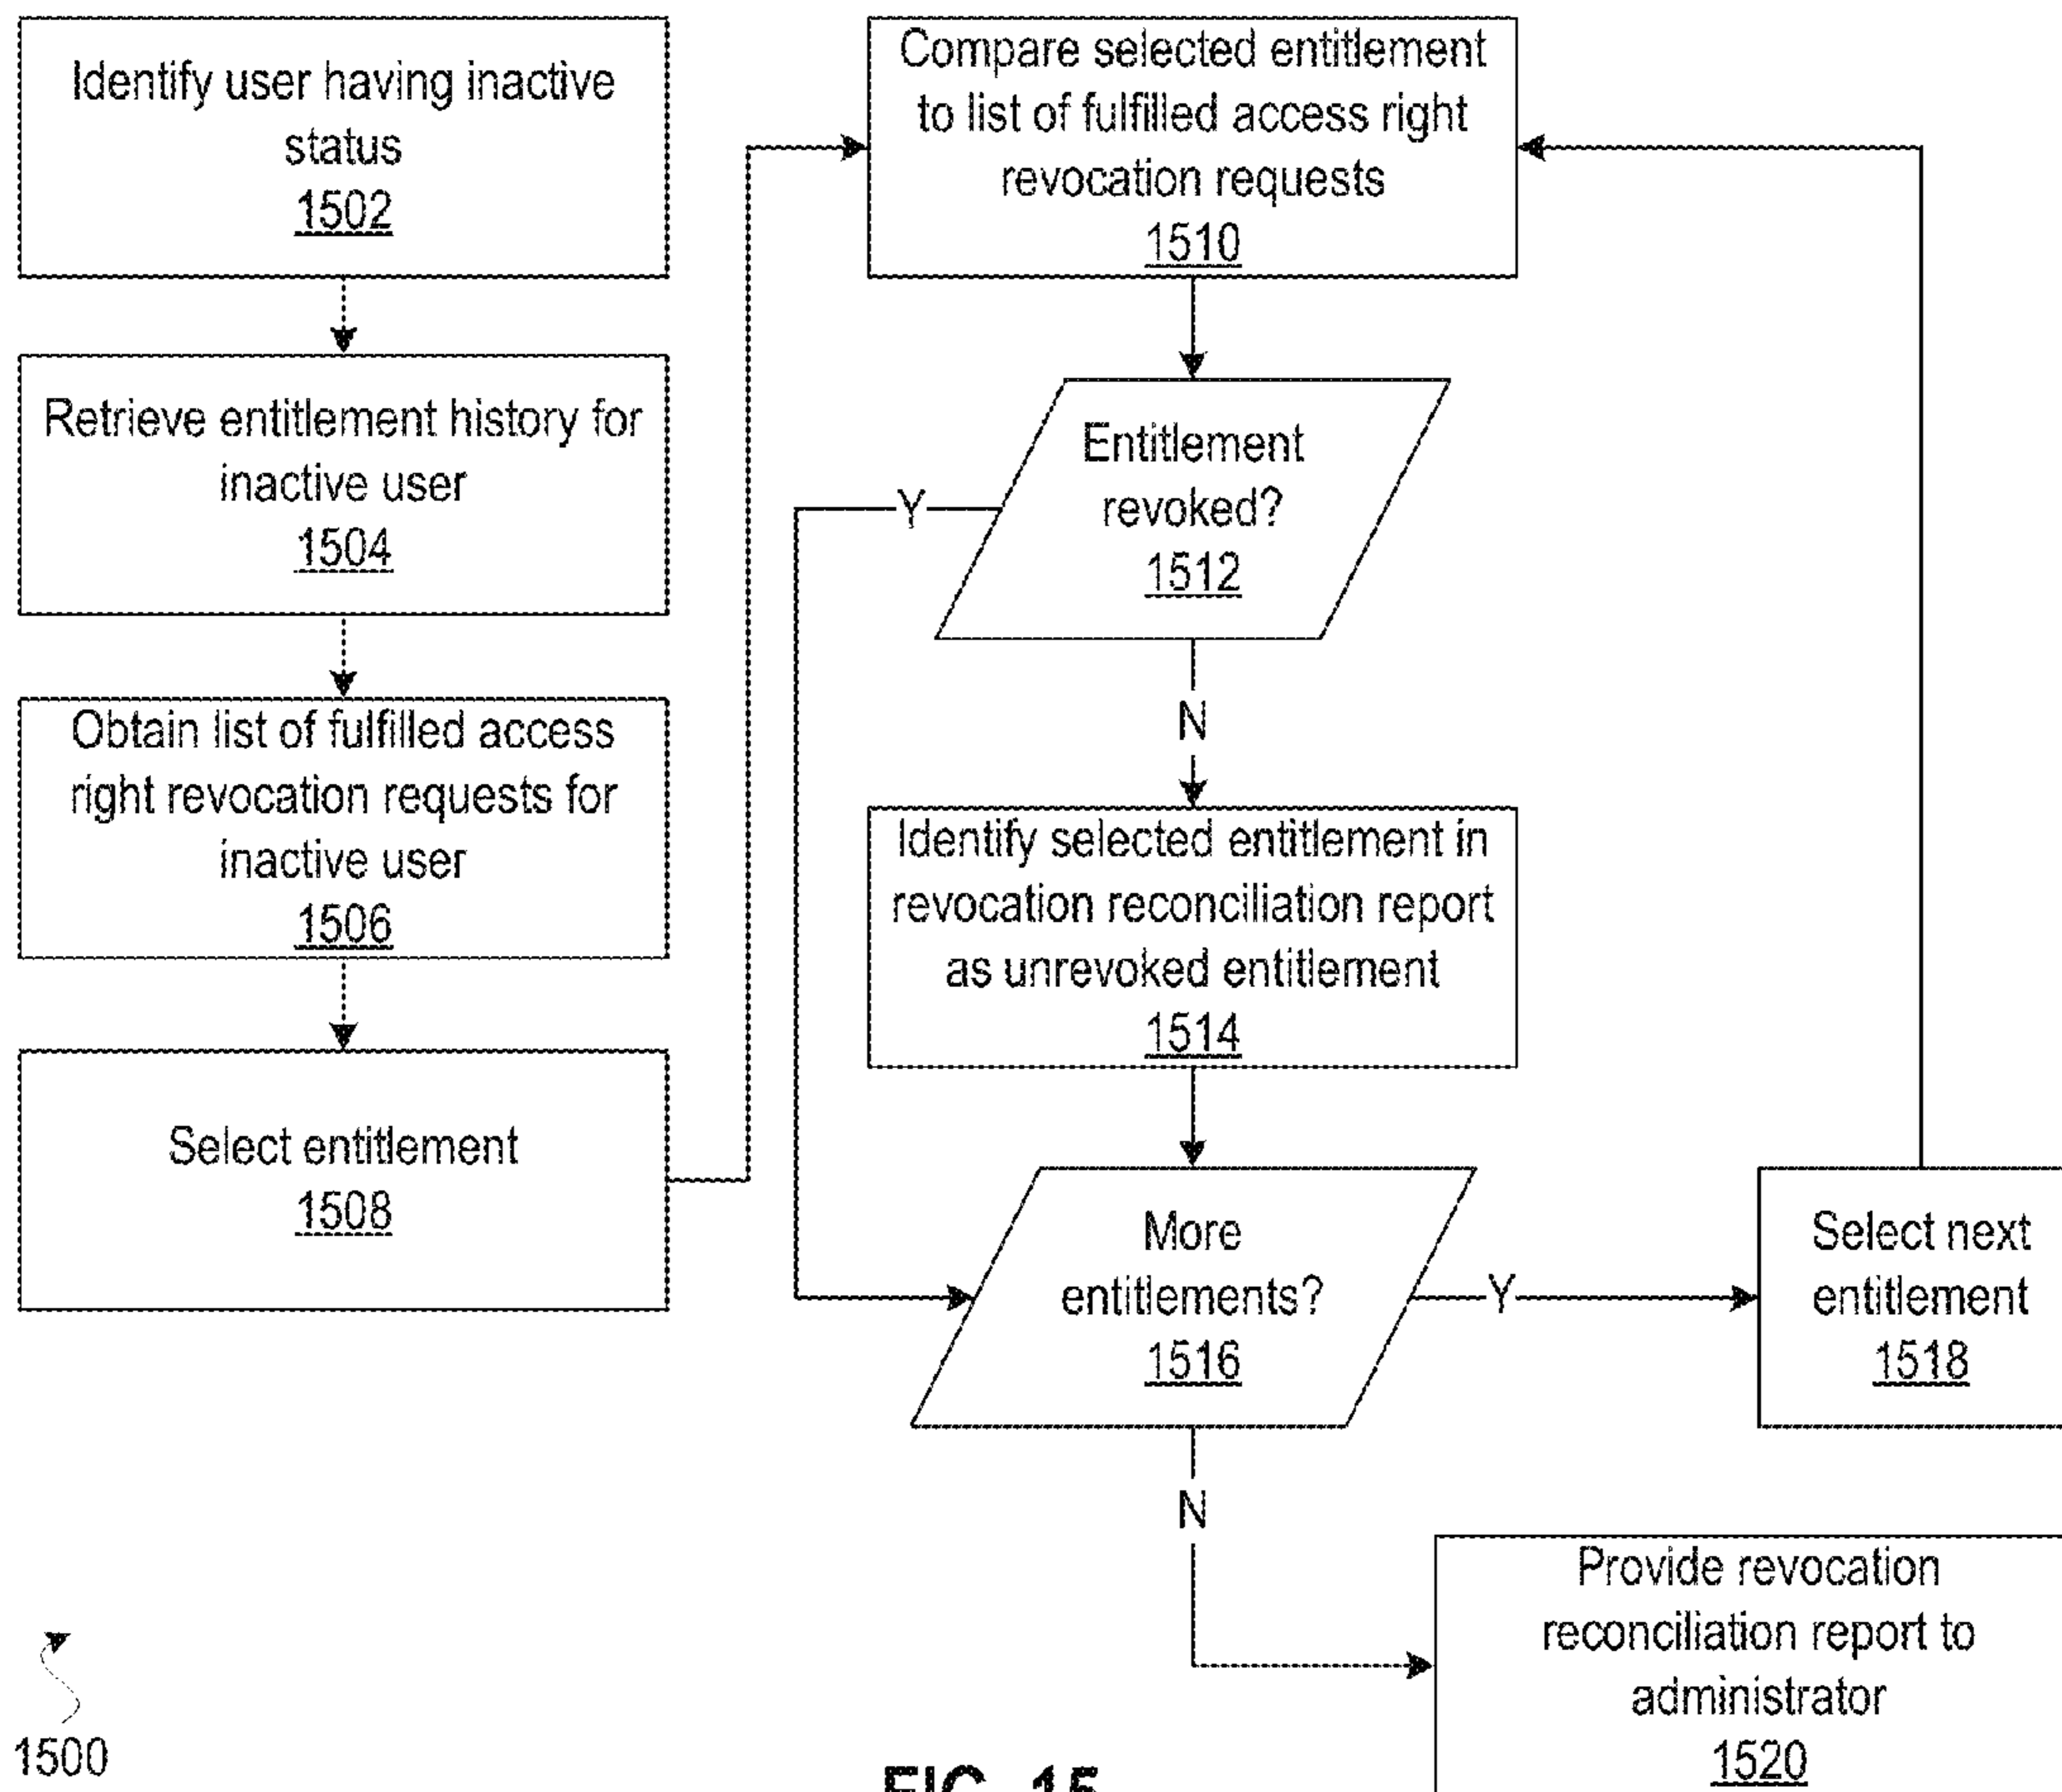 Identify user having inactive
status
1502
Retrieve entitlement history for
inactive user
1504
Obtain list of fulfilled access
right revocation requests for
inactive user
1506
Select entitlement
1508
Compare selected entitlement
to list of fulfilled access right
revocation requests
1510
Entitlement
revoked?
1512
Y
N
Identify selected entitlement in
revocation reconciliation report
as unrevoked entitlement
1514
More
entitlements?
1516
Y
Select next
entitlement
1518
N
Provide revocation
reconciliation report to
administrator
1520
1500
FIG. 15